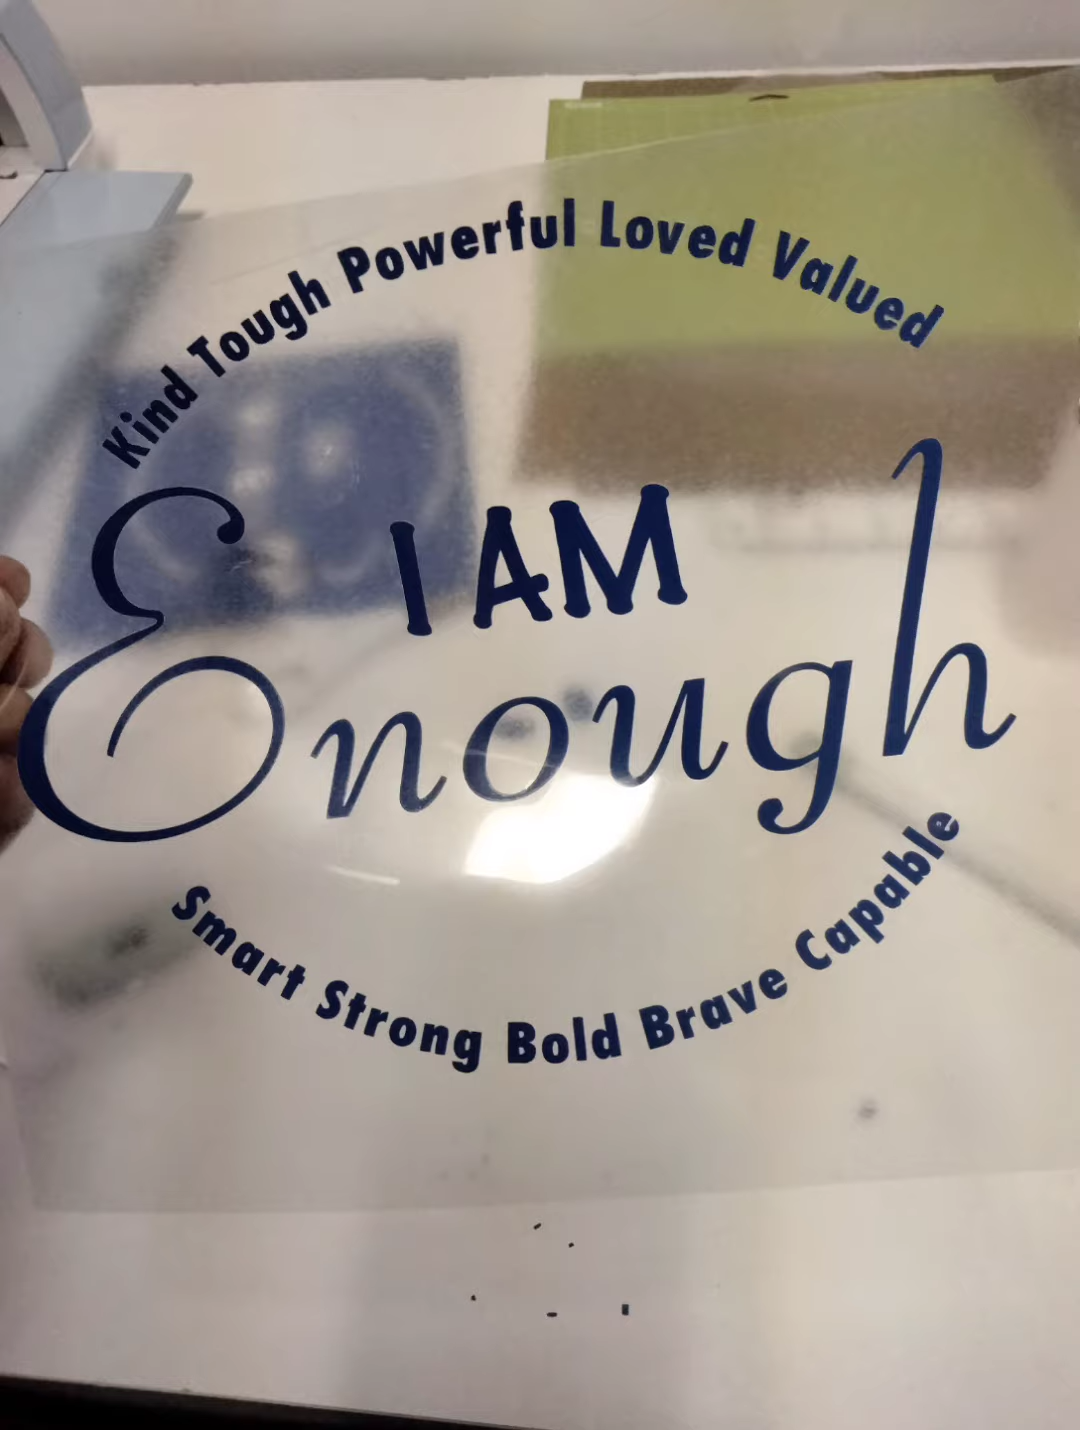 Kind Tough Powerful Loved Valued
I AM
Enough
Smart Strong Bold Brave Capable